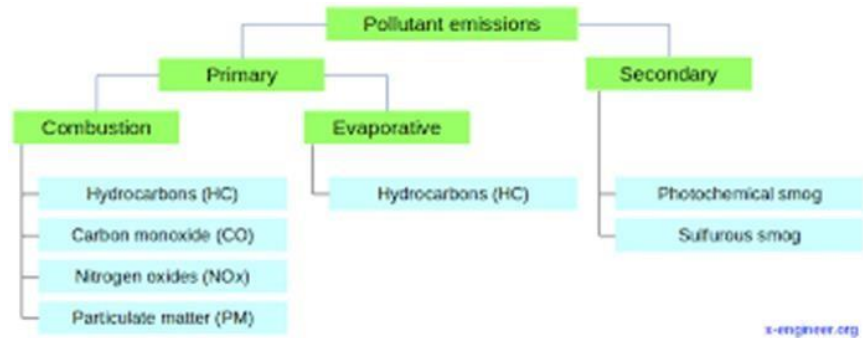 Pollutant emissions
Primary
Secondary
Combustion
Evaporative
Hydrocarbons (HC)
Hydrocarbons (HC)
Photochemical smog
Carbon monoxide (CO)
Sulfurous smog
Nitrogen oxides (NOx)
Particulate matter (PM)
x-engineer.org